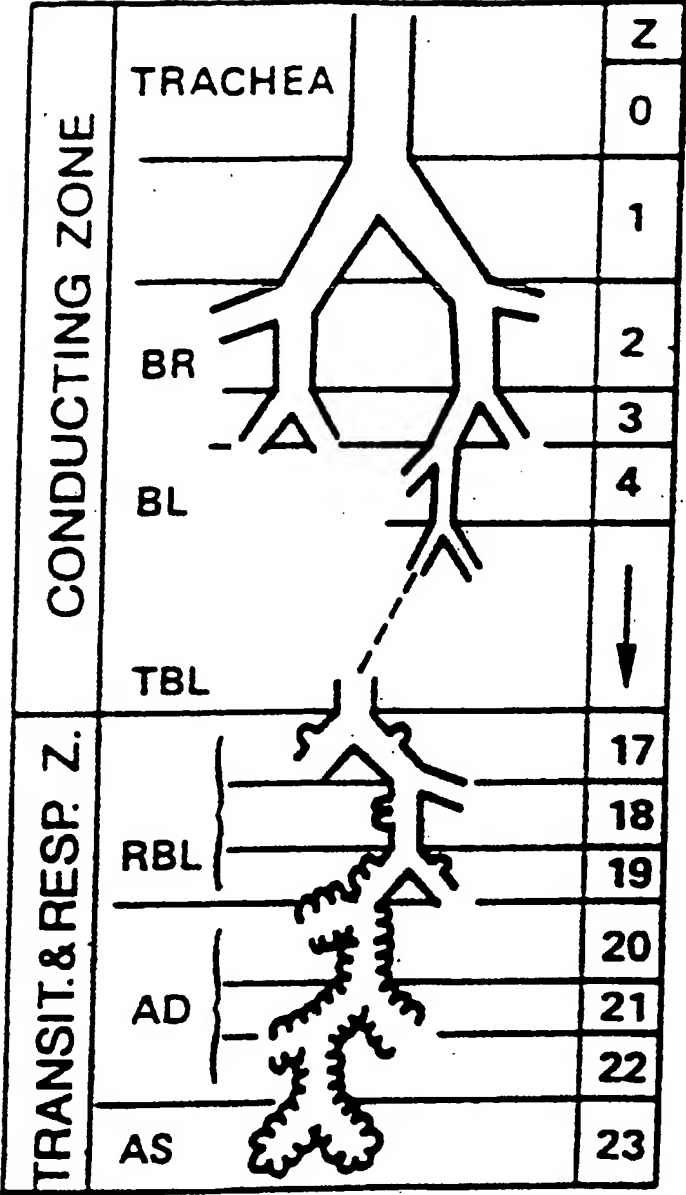 Z
TRACHEA
0
CONDUCTING ZONE
1
BR
2
3
BL
4
TBL
TRANSIT. & RESP. Z.
17
18
RBL
19
20
AD
21
22
AS
23